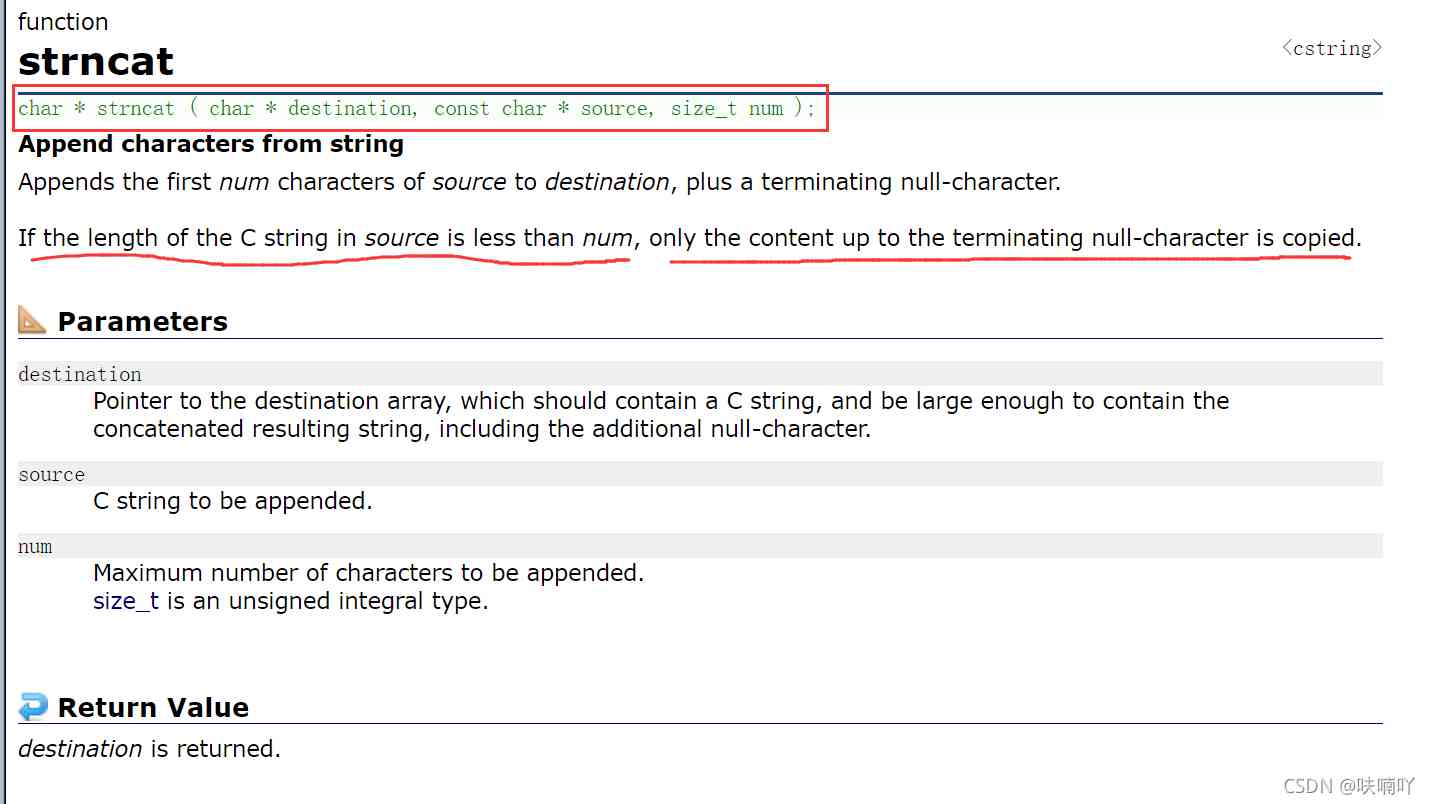 function
strncat
<cstring>
char * strncat ( char * destination, const char * source, size_t num );
Append characters from string
Appends the first num characters of source to destination, plus a terminating null-character.
If the length of the C string in source is less than num, only the content up to the terminating null-character is copied.
Parameters
destination
Pointer to the destination array, which should contain a C string, and be large enough to contain the
concatenated resulting string, including the additional null-character.
source
C string to be appended.
num
Maximum number of characters to be appended.
size_t is an unsigned integral type.
Return Value
destination is returned.
CSDN @呋喃吖